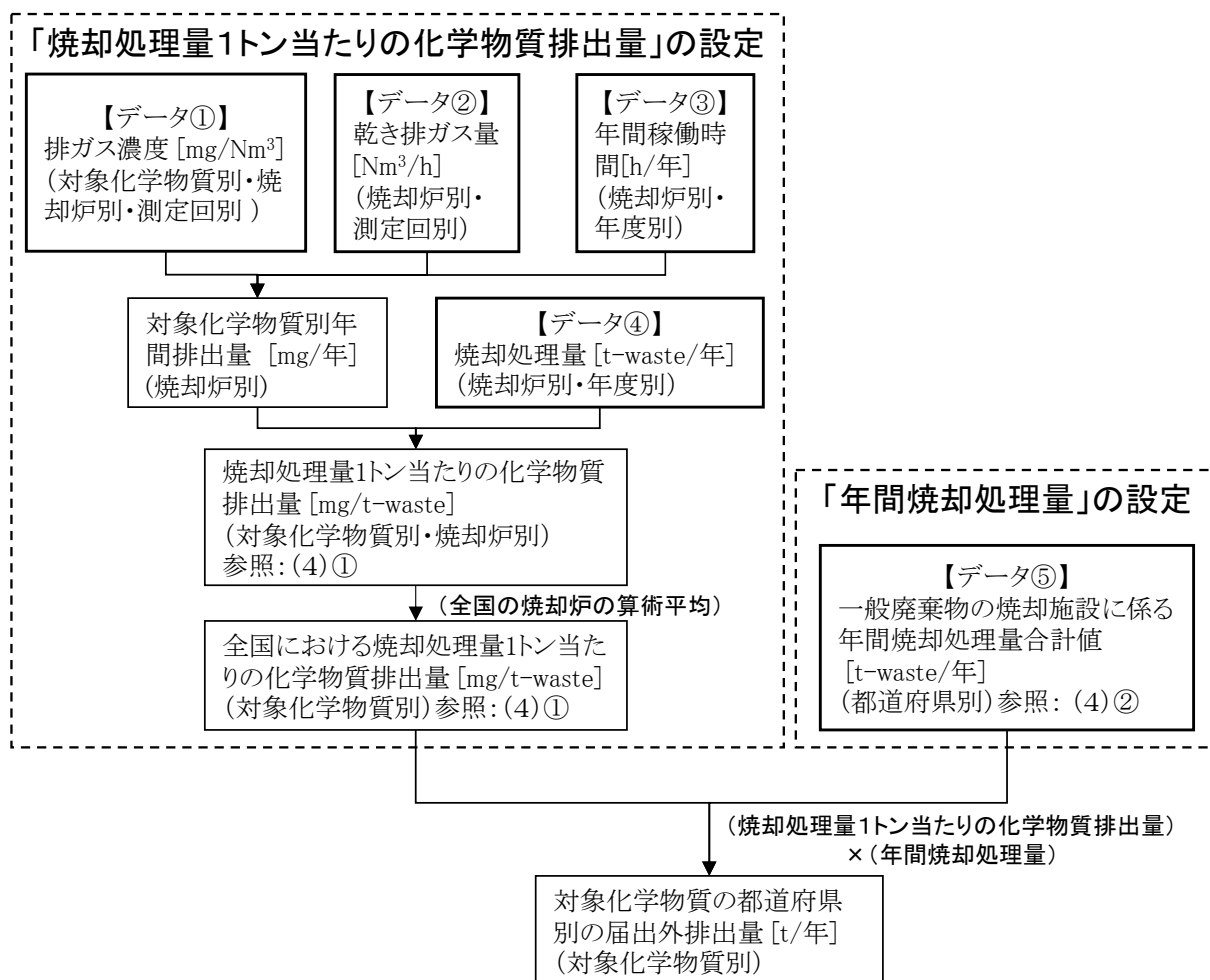 「焼却処理量1トン当たりの化学物質排出量」の設定
【データ①】
排ガス濃度[mg/Nm³]
(対象化学物質別・焼
却炉別・測定回別 )
【データ②】
乾き排ガス量
[Nm³/h]
(焼却炉別・
測定回別)
【データ③】
年間稼働時
間[h/年]
(焼却炉別・
年度別)
対象化学物質別年
間排出量 [mg/年]
(焼却炉別)
【データ④】
焼却処理量[t-waste/年]
(焼却炉別・年度別)
焼却処理量1トン当たりの化学物質
排出量[mg/t-waste]
(対象化学物質別・焼却炉別)
参照:(4)①
(全国の焼却炉の算術平均)
全国における焼却処理量1トン当た
りの化学物質排出量[mg/t-waste]
(対象化学物質別)参照:(4)①
「年間焼却処理量」の設定
【データ⑤】
一般廃棄物の焼却施設に係る
年間焼却処理量合計値
[t-waste/年]
(都道府県別)参照: (4)②
(焼却処理量1トン当たりの化学物質排出量)
×(年間焼却処理量)
対象化学物質の都道府県
別の届出外排出量[t/年]
(対象化学物質別)